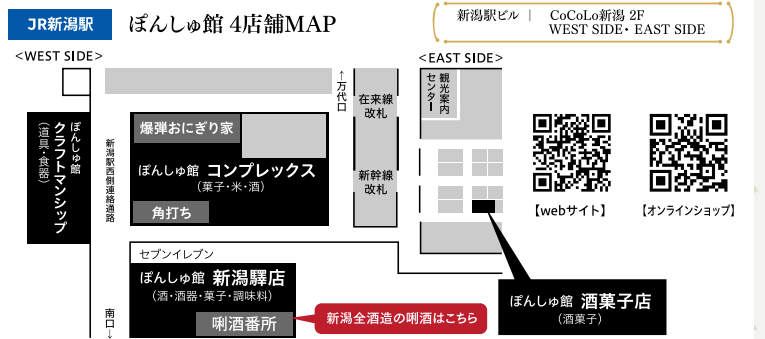 JR新潟駅
ぽんしゅ館 4店舗MAP
新潟駅ビル | CoCoLo新潟 2F
WEST SIDE・EAST SIDE
<WEST SIDE>
<EAST SIDE>
ぽんしゅ館
クラフトマンシップ
(道具・食器)
新潟駅西側連絡通路
爆弾おにぎり家
ぽんしゅ館 コンプレックス
(菓子・米・酒)
角打ち
↑万代口
在来線
改札
新幹線
改札
観光案内
センター
【webサイト】
【オンラインショップ】
セブンイレブン
ぽんしゅ館 新潟驛店
(酒・酒器・菓子・調味料)
唎酒番所
新潟全酒造の唎酒はこちら
南口→
ぽんしゅ館 酒菓子店
(酒菓子)